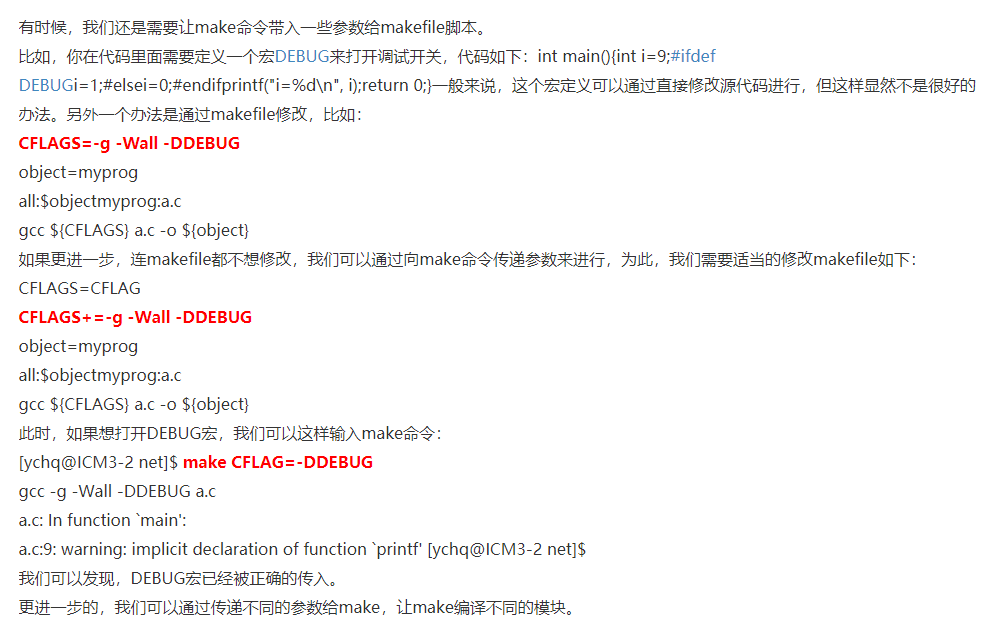 有时候，我们还是需要让make命令带入一些参数给makefile脚本。
比如，你在代码里面需要定义一个宏DEBUG来打开调试开关，代码如下：int main(){int i=9;#ifdef
DEBUGi=1;#elsei=0;#endifprintf("i=%d\n", i);return 0;}一般来说，这个宏定义可以通过直接修改源代码进行，但这样显然不是很好的
办法。另外一个办法是通过makefile修改，比如：
CFLAGS=-g -Wall -DDEBUG
object=myprog
all:$objectmyprog:a.c
gcc ${CFLAGS} a.c -o ${object}
如果更进一步，连makefile都不想修改，我们可以通过向make命令传递参数来进行，为此，我们需要适当的修改makefile如下：
CFLAGS=CFLAG
CFLAGS+=-g -Wall -DDEBUG
object=myprog
all:$objectmyprog:a.c
gcc ${CFLAGS} a.c -o ${object}
此时，如果想打开DEBUG宏，我们可以这样输入make命令：
[ychq@ICM3-2 net]$ make CFLAG=-DDEBUG
gcc -g -Wall -DDEBUG a.c
a.c: In function `main':
a.c:9: warning: implicit declaration of function `printf' [ychq@ICM3-2 net]$
我们可以发现，DEBUG宏已经被正确的传入。
更进一步的，我们可以通过传递不同的参数给make，让make编译不同的模块。